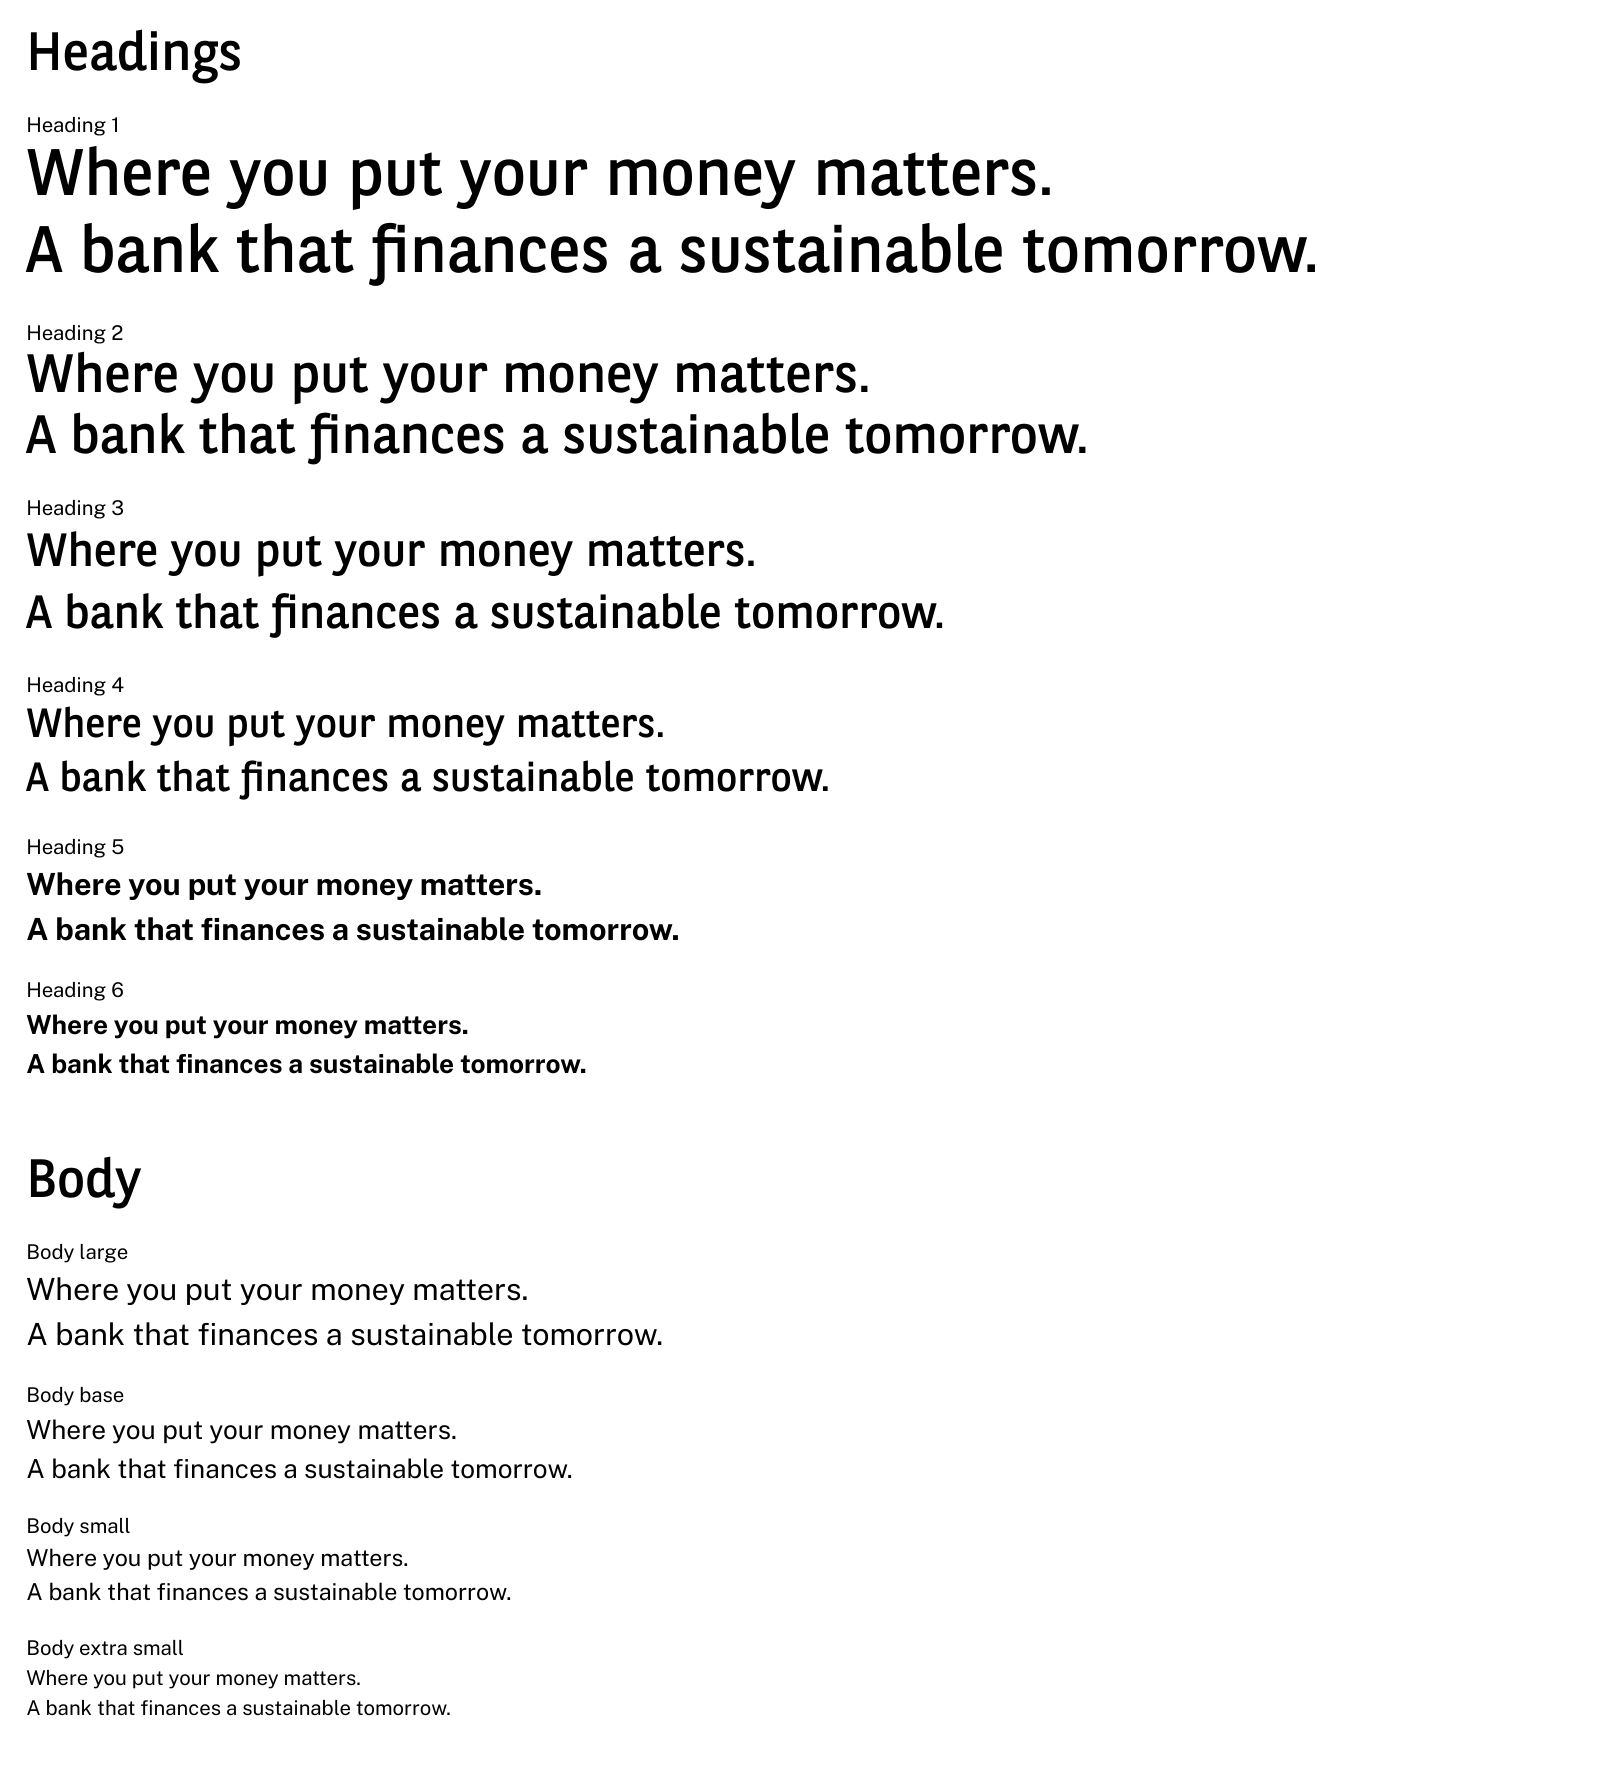 Headings
Heading 1
Where you put your money matters.
A bank that finances a sustainable tomorrow.
Heading 2
Where you put your money matters.
A bank that finances a sustainable tomorrow.
Heading 3
Where you put your money matters.
A bank that finances a sustainable tomorrow.
Heading 4
Where you put your money matters.
A bank that finances a sustainable tomorrow.
Heading 5
Where you put your money matters.
A bank that finances a sustainable tomorrow.
Heading 6
Where you put your money matters.
A bank that finances a sustainable tomorrow.
Body
Body large
Where you put your money matters.
A bank that finances a sustainable tomorrow.
Body base
Where you put your money matters.
A bank that finances a sustainable tomorrow.
Body small
Where you put your money matters.
A bank that finances a sustainable tomorrow.
Body extra small
Where you put your money matters.
A bank that finances a sustainable tomorrow.